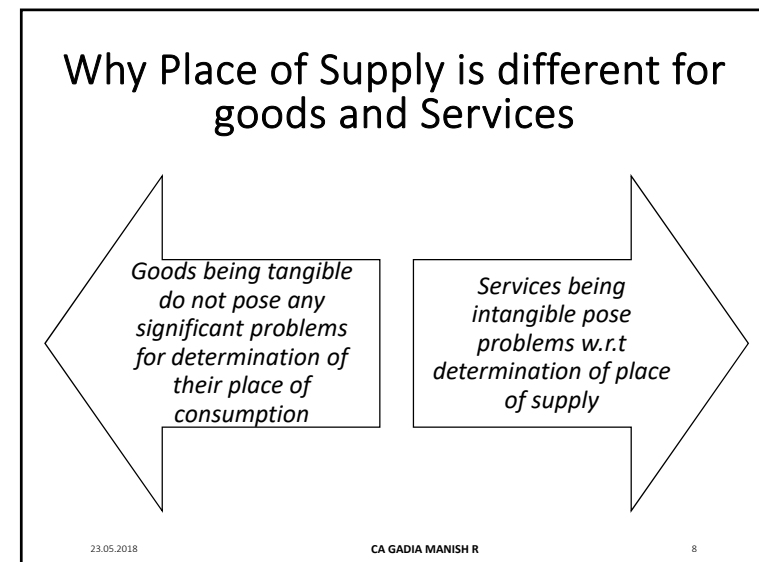 Why Place of Supply is different for
goods and Services
Goods being tangible
do not pose any
significant problems
for determination of
their place of
consumption
Services being
intangible pose
problems w.r.t
determination of place
of supply
23.05.2018
CA GADIA MANISH R
8